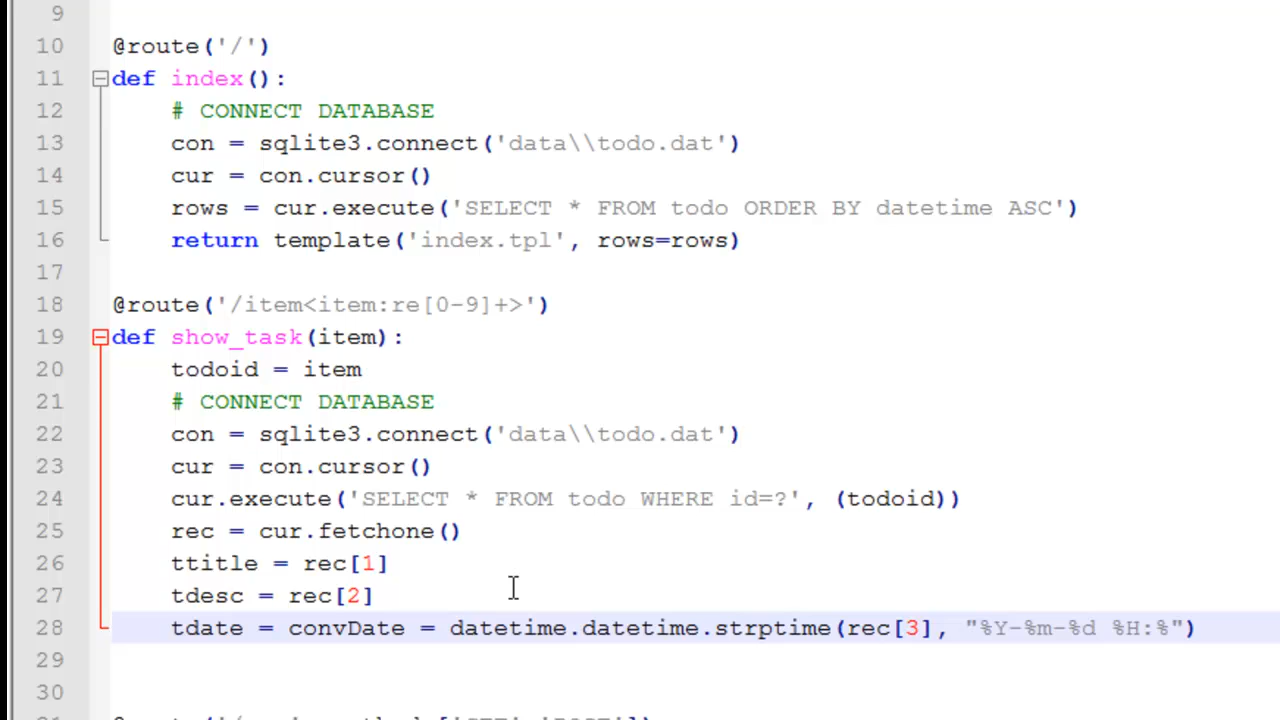 9
10 @route('/')
11 def index():
12     # CONNECT DATABASE
13     con = sqlite3.connect('data\\todo.dat')
14     cur = con.cursor()
15     rows = cur.execute('SELECT * FROM todo ORDER BY datetime ASC')
16     return template('index.tpl', rows=rows)
17
18 @route('/item<item:re[0-9]+>')
19 def show_task(item):
20     todoid = item
21     # CONNECT DATABASE
22     con = sqlite3.connect('data\\todo.dat')
23     cur = con.cursor()
24     cur.execute('SELECT * FROM todo WHERE id=?', (todoid))
25     rec = cur.fetchone()
26     ttitle = rec[1]
27     tdesc = rec[2]
28     tdate = convDate = datetime.datetime.strptime(rec[3], "%Y-%m-%d %H:%")
29
30